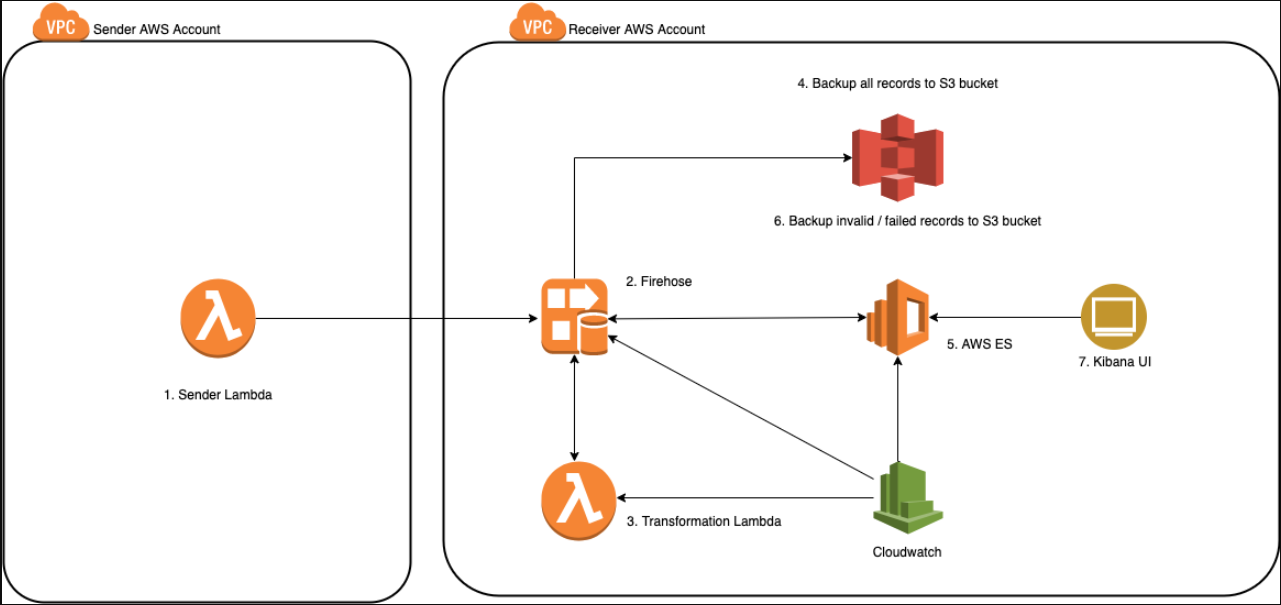 VPC Sender AWS Account
VPC Receiver AWS Account
4. Backup all records to S3 bucket
6. Backup invalid / failed records to S3 bucket
2. Firehose
5. AWS ES
7. Kibana UI
1. Sender Lambda
3. Transformation Lambda
Cloudwatch